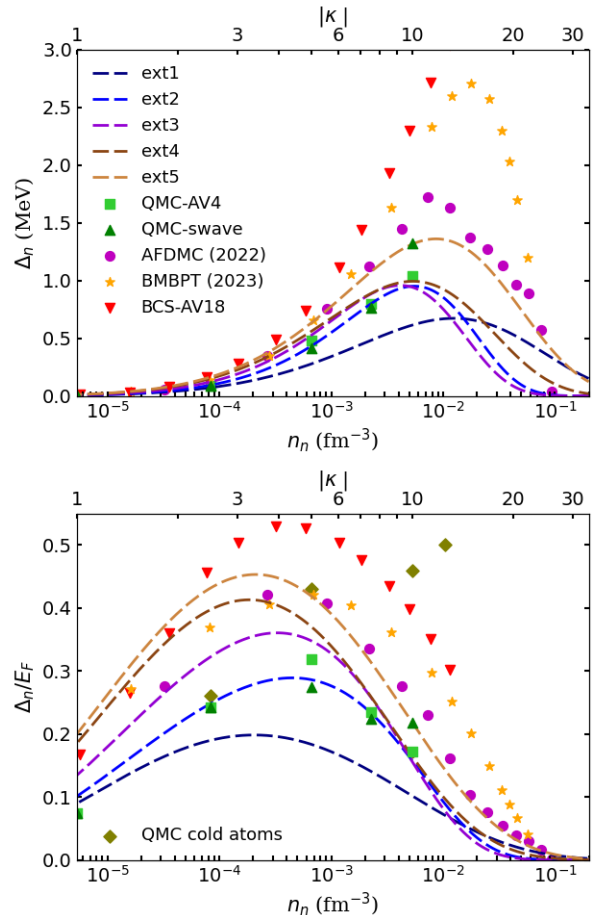 |κ|
1 3 6 10 20 30
3.0
2.5
2.0
1.5
1.0
0.5
0.0
Δₙ (MeV)
ext1
ext2
ext3
ext4
ext5
QMC-AV4
QMC-swave
AFDMC (2022)
BMBPT (2023)
BCS-AV18
10⁻⁵ 10⁻⁴ 10⁻³ 10⁻² 10⁻¹
nₙ (fm⁻³)
|κ|
1 3 6 10 20 30
0.5
0.4
0.3
0.2
0.1
0.0
Δₙ/E_F
QMC cold atoms
10⁻⁵ 10⁻⁴ 10⁻³ 10⁻² 10⁻¹
nₙ (fm⁻³)